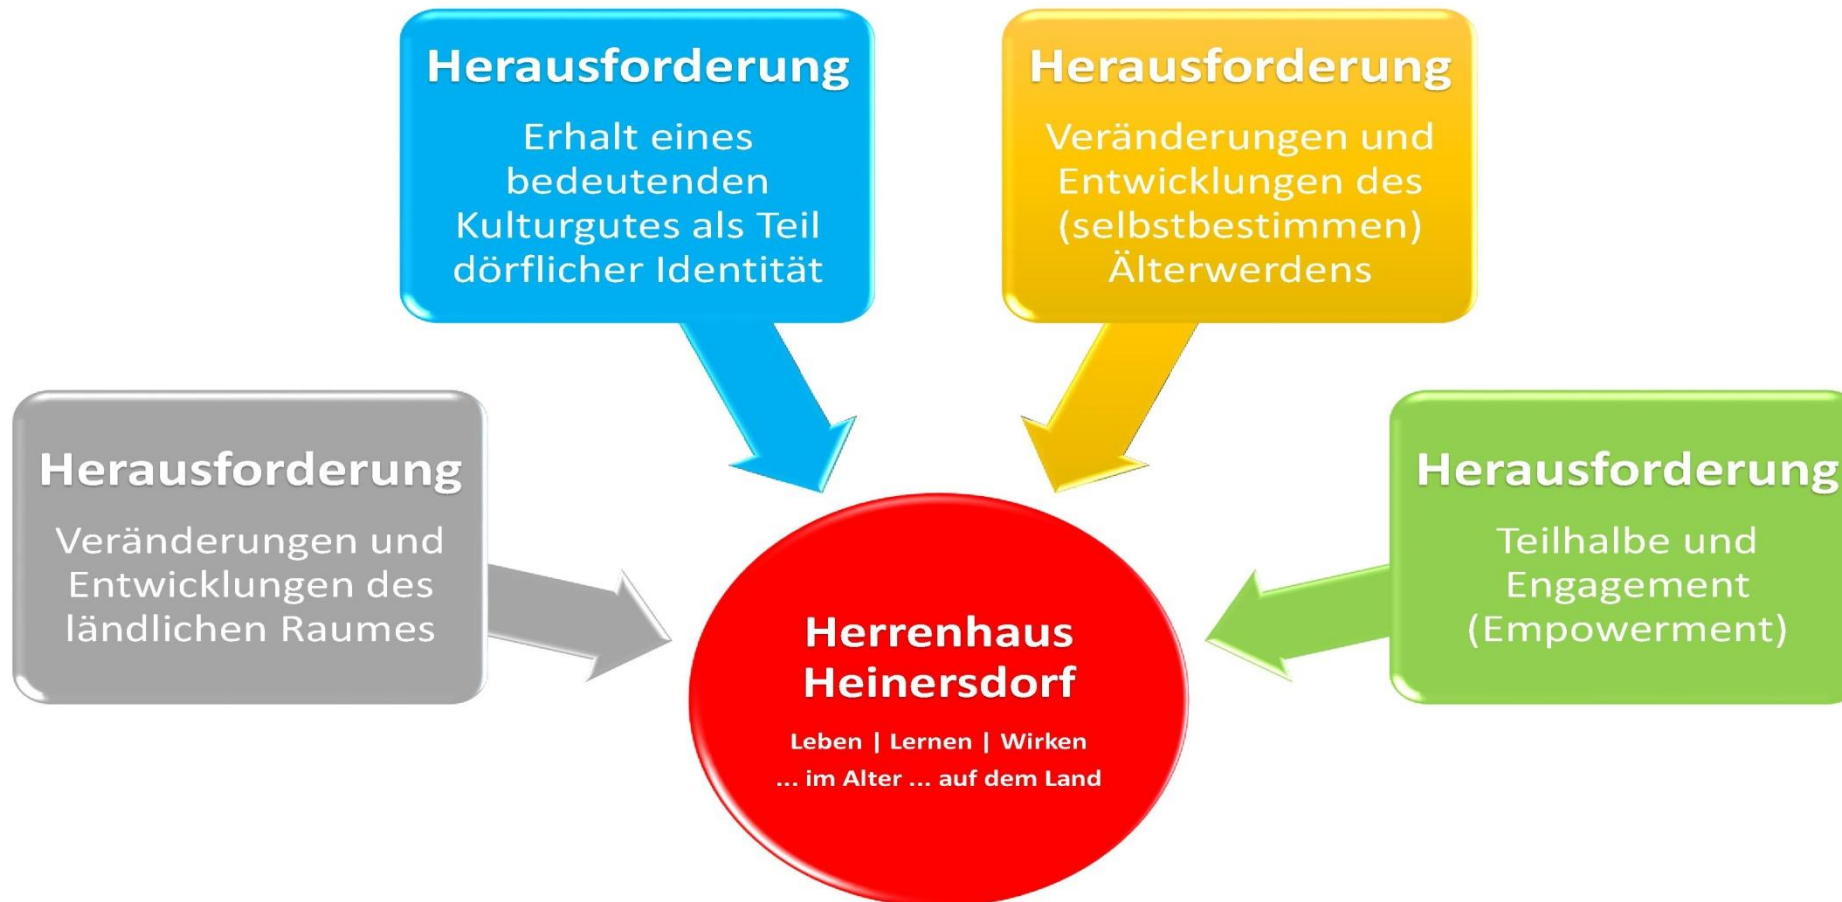 Herausforderung
Erhalt eines
bedeutenden
Kulturgutes als Teil
dörflicher Identität
Herausforderung
Veränderungen und
Entwicklungen des
(selbstbestimmen)
Älterwerdens
Herausforderung
Veränderungen und
Entwicklungen des
ländlichen Raumes
Herausforderung
Teilhalbe und
Engagement
(Empowerment)
Herrenhaus
Heinersdorf
Leben | Lernen | Wirken
... im Alter ... auf dem Land